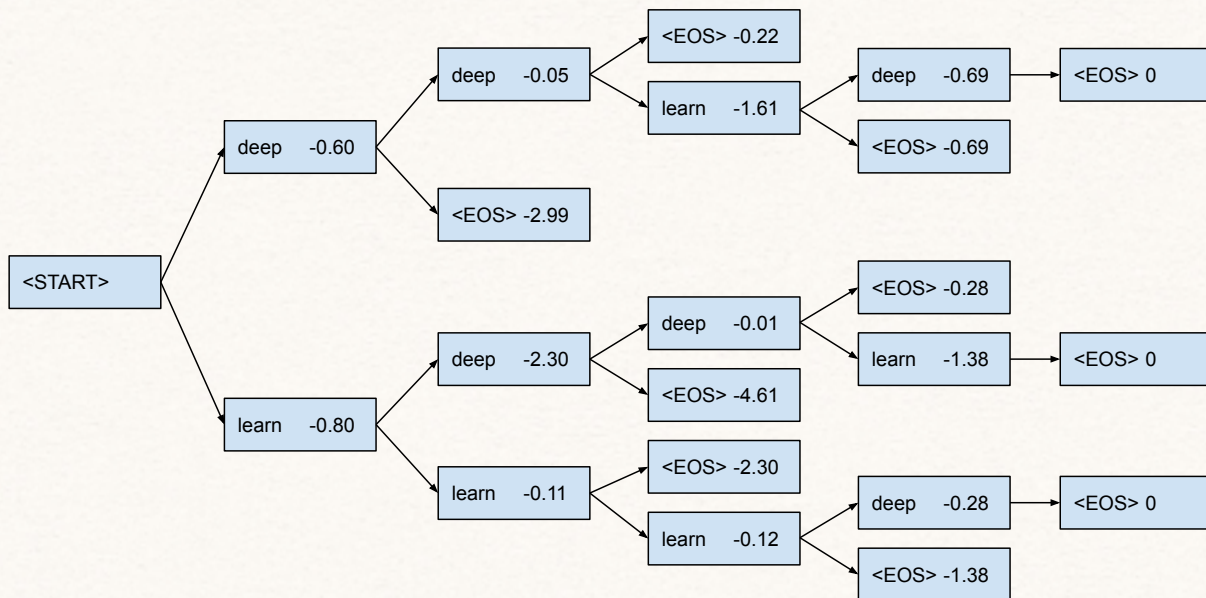 <EOS> -0.22
deep -0.05
deep -0.69
<EOS> 0
learn -1.61
deep -0.60
<EOS> -0.69
<EOS> -2.99
<START>
<EOS> -0.28
deep -0.01
deep -2.30
learn -1.38
<EOS> 0
<EOS> -4.61
learn -0.80
<EOS> -2.30
learn -0.11
deep -0.28
<EOS> 0
learn -0.12
<EOS> -1.38